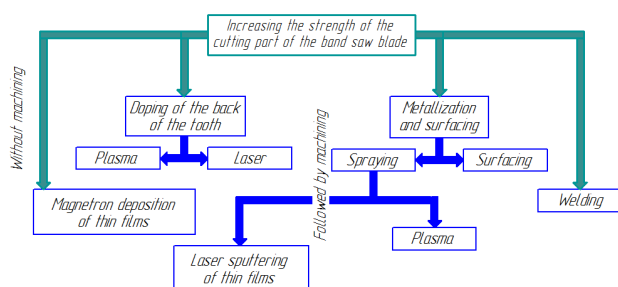 Increasing the strength of the
cutting part of the band saw blade
Without machining
Doping of the back
of the tooth
Plasma
Laser
Magnetron deposition
of thin films
Followed by machining
Metallization
and surfacing
Spraying
Surfacing
Welding
Plasma
Laser sputtering
of thin films